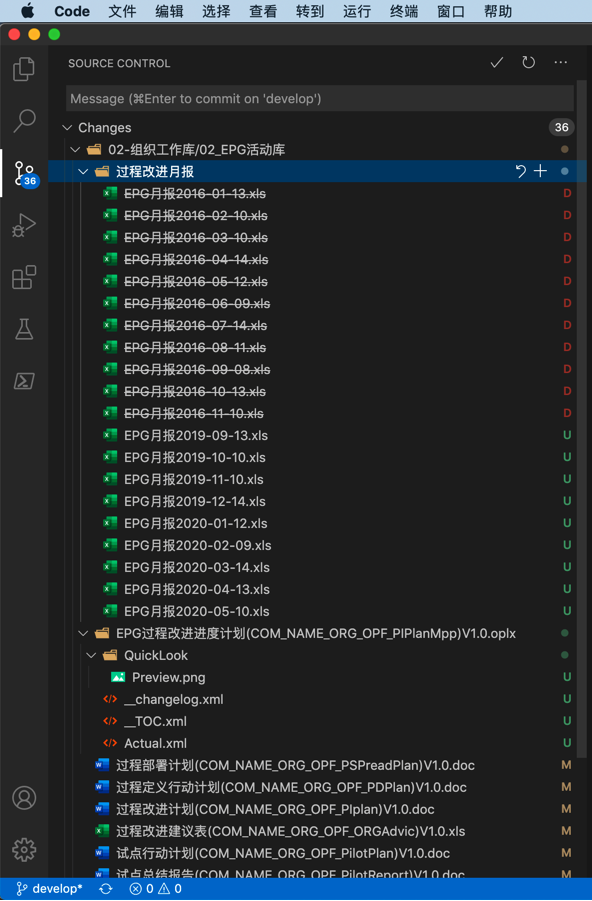 Code 文件 编辑 选择 查看 转到 运行 终端 窗口 帮助
SOURCE CONTROL
Message (⌘Enter to commit on 'develop')
Changes 36
02-组织工作库/02_EPG活动库
36
过程改进月报
EPG月报2016-01-13.xls D
EPG月报2016-02-10.xls D
EPG月报2016-03-10.xls D
EPG月报2016-04-14.xls D
EPG月报2016-05-12.xls D
EPG月报2016-06-09.xls D
EPG月报2016-07-14.xls D
EPG月报2016-08-11.xls D
EPG月报2016-09-08.xls D
EPG月报2016-10-13.xls D
EPG月报2016-11-10.xls D
EPG月报2019-09-13.xls U
EPG月报2019-10-10.xls U
EPG月报2019-11-10.xls U
EPG月报2019-12-14.xls U
EPG月报2020-01-12.xls U
EPG月报2020-02-09.xls U
EPG月报2020-03-14.xls U
EPG月报2020-04-13.xls U
EPG月报2020-05-10.xls U
EPG过程改进进度计划(COM_NAME_ORG_OPF_PIPlanMpp)V1.0.oplx
QuickLook
Preview.png U
__changelog.xml U
__TOC.xml U
Actual.xml U
过程部署计划(COM_NAME_ORG_OPF_PSPreadPlan)V1.0.doc M
过程定义行动计划(COM_NAME_ORG_OPF_PDPlan)V1.0.doc M
过程改进计划(COM_NAME_ORG_OPF_PIplan)V1.0.doc M
过程改进建议表(COM_NAME_ORG_OPF_ORGAdvic)V1.0.xls M
试点行动计划(COM_NAME_ORG_OPF_PilotPlan)V1.0.doc M
试点总结报告(COM_NAME_ORG_OPF_PilotReport)V1.0.doc M
develop* 0 0